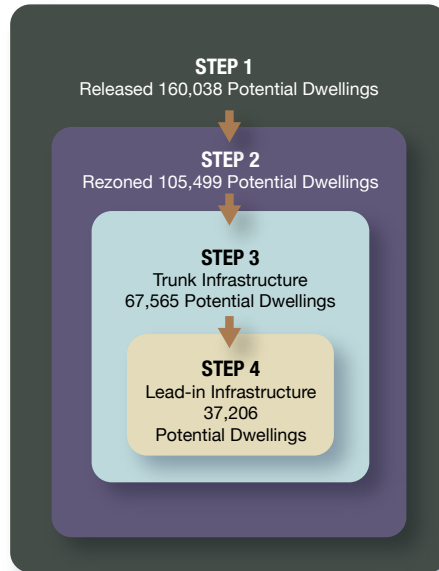 STEP 1
Released 160,038 Potential Dwellings
STEP 2
Rezoned 105,499 Potential Dwellings
STEP 3
Trunk Infrastructure
67,565 Potential Dwellings
STEP 4
Lead-in Infrastructure
37,206
Potential Dwellings